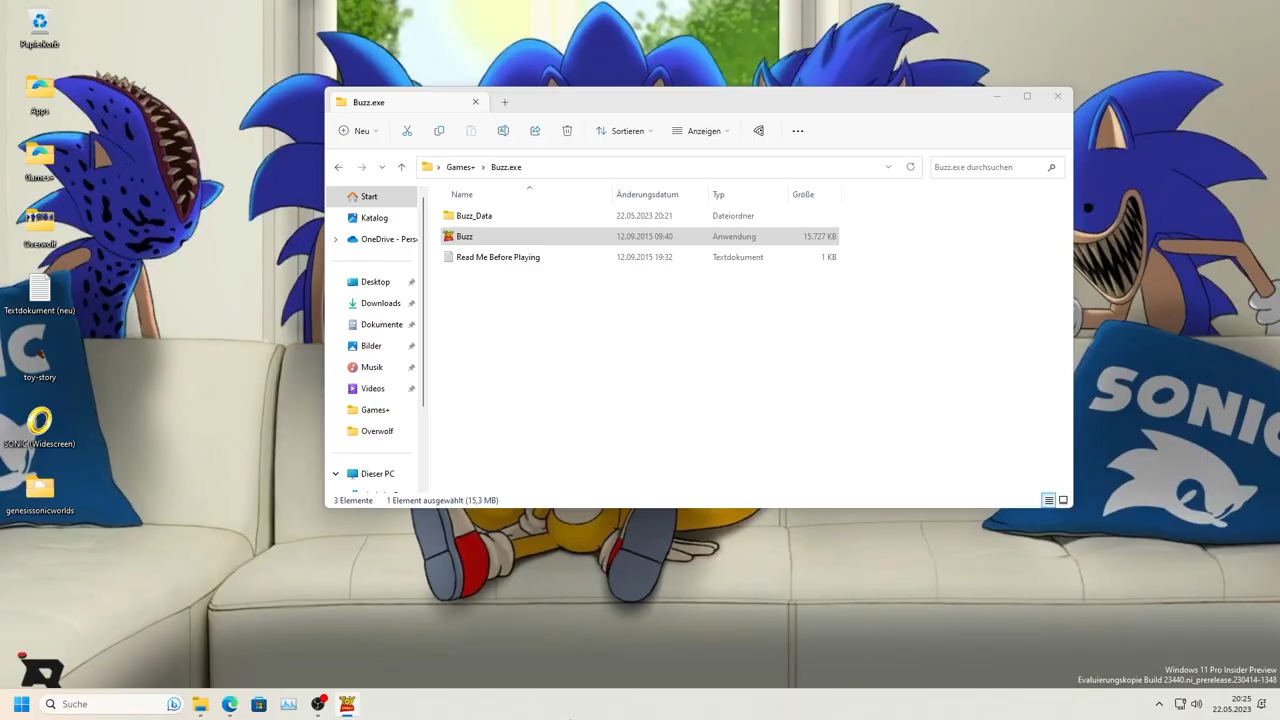 Papierkorb
Apps
Games+
Overwolf
Textdokument (neu)
toy-story
SONIC (Widescreen)
genesissonicworlds
Buzz.exe
Neu
Sortieren
Anzeigen
Games+ Buzz.exe
Buzz.exe durchsuchen
Start
Katalog
OneDrive - Pers
Desktop
Downloads
Dokumente
Bilder
Musik
Videos
Games+
Overwolf
Dieser PC
Name Änderungsdatum Typ Größe
Buzz_Data 22.05.2023 20:21 Dateiordner
Buzz 12.09.2015 09:40 Anwendung 15.727 KB
Read Me Before Playing 12.09.2015 19:32 Textdokument 1 KB
3 Elemente 1 Element ausgewählt (15,3 MB)
IC
SONIC
Windows 11 Pro Insider Preview
Evaluierungskopie Build 23440.ni_prerelease.230414-1348
Suche
20:25
22.05.2023